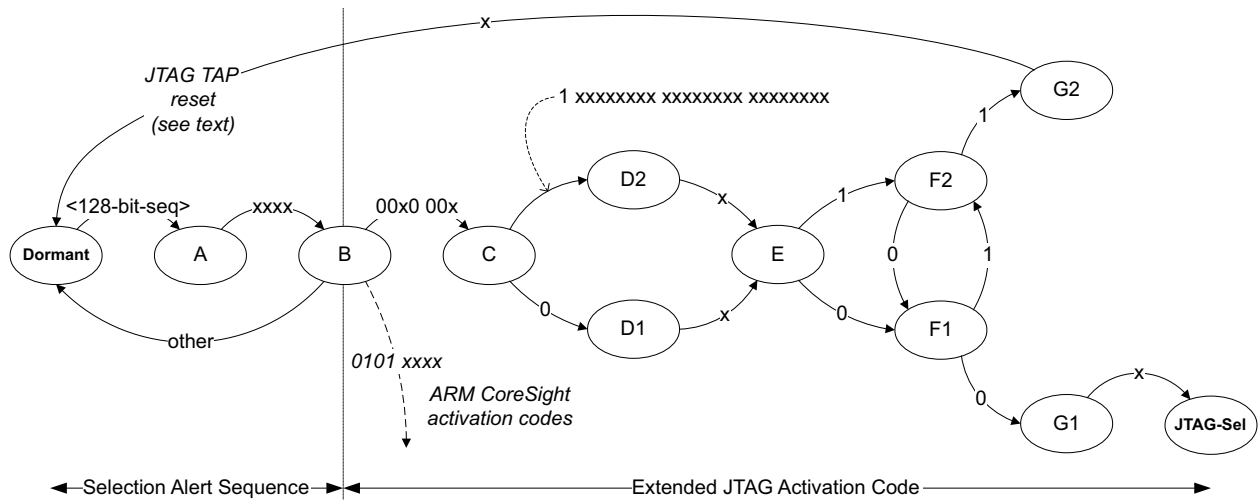 x
JTAG TAP
reset
(see text)
G2
1 xxxxxxxx xxxxxxxx xxxxxxxx
1
D2
F2
<128-bit-seq>
xxxx
00x0 00x
x
1
Dormant
A
B
C
E
0
1
other
0
D1
x
0
F1
0101 xxxx
ARM CoreSight
activation codes
0
x
G1
JTAG-Sel
Selection Alert Sequence
Extended JTAG Activation Code